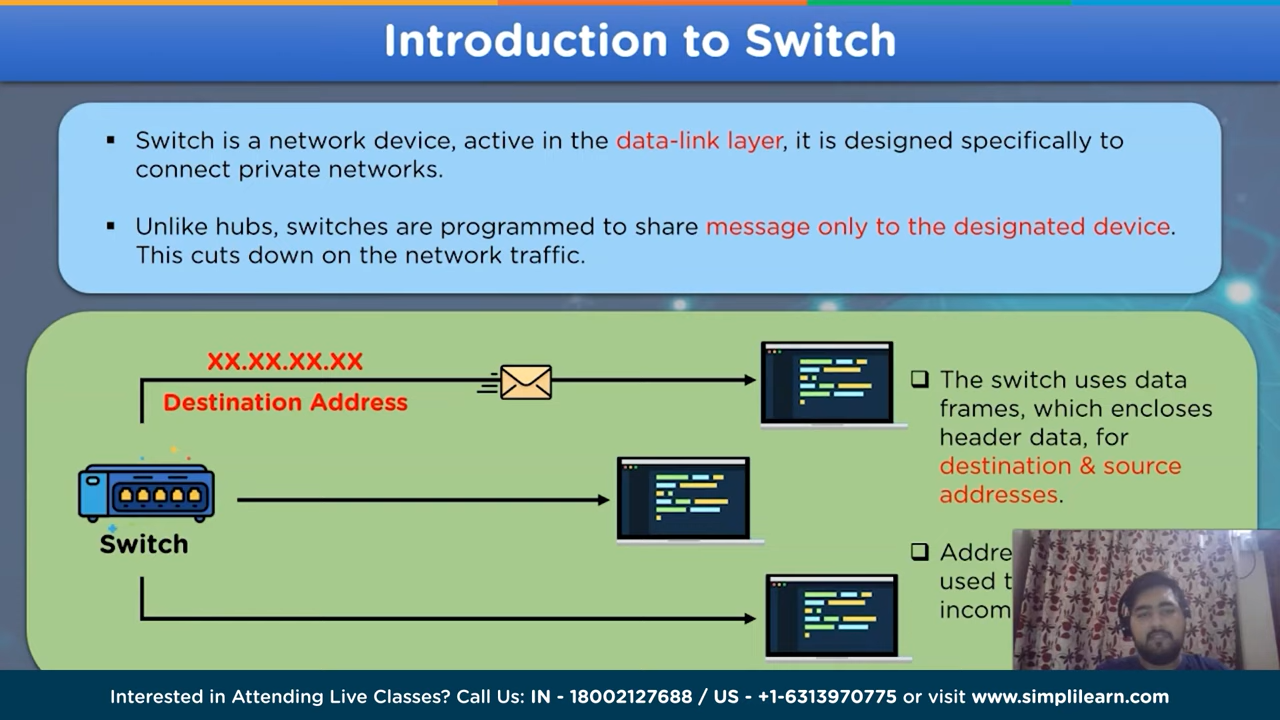 Introduction to Switch
▪ Switch is a network device, active in the data-link layer, it is designed specifically to
connect private networks.
▪ Unlike hubs, switches are programmed to share message only to the designated device.
This cuts down on the network traffic.
XX.XX.XX.XX
Destination Address
Switch
❑ The switch uses data
frames, which encloses
header data, for
destination & source
addresses.
❑
used
Interested in Attending Live Classes? Call Us: IN - 18002127688 / US - +1-6313970775 or visit www.simplilearn.com